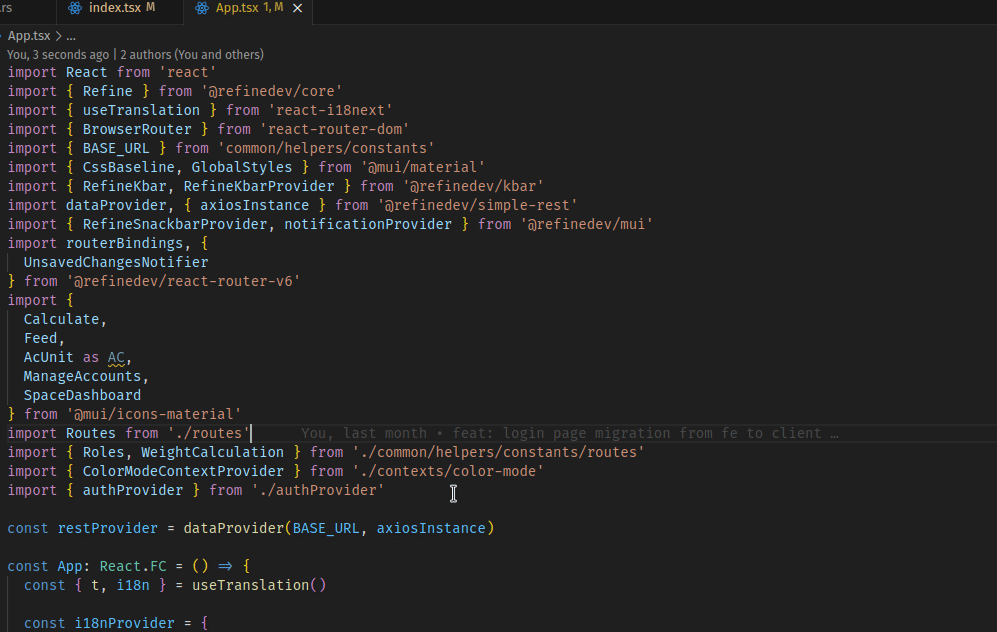 .rs index.tsx M App.tsx 1, M
App.tsx > ...
You, 3 seconds ago | 2 authors (You and others)
import React from 'react'
import { Refine } from '@refinedev/core'
import { useTranslation } from 'react-i18next'
import { BrowserRouter } from 'react-router-dom'
import { BASE_URL } from 'common/helpers/constants'
import { CssBaseline, GlobalStyles } from '@mui/material'
import { RefineKbar, RefineKbarProvider } from '@refinedev/kbar'
import dataProvider, { axiosInstance } from '@refinedev/simple-rest'
import { RefineSnackbarProvider, notificationProvider } from '@refinedev/mui'
import routerBindings, {
  UnsavedChangesNotifier
} from '@refinedev/react-router-v6'
import {
  Calculate,
  Feed,
  AcUnit as AC,
  ManageAccounts,
  SpaceDashboard
} from '@mui/icons-material'
import Routes from './routes' You, last month • feat: login page migration from fe to client …
import { Roles, WeightCalculation } from './common/helpers/constants/routes'
import { ColorModeContextProvider } from './contexts/color-mode'
import { authProvider } from './authProvider'
const restProvider = dataProvider(BASE_URL, axiosInstance)
const App: React.FC = () => {
  const { t, i18n } = useTranslation()
  const i18nProvider = {